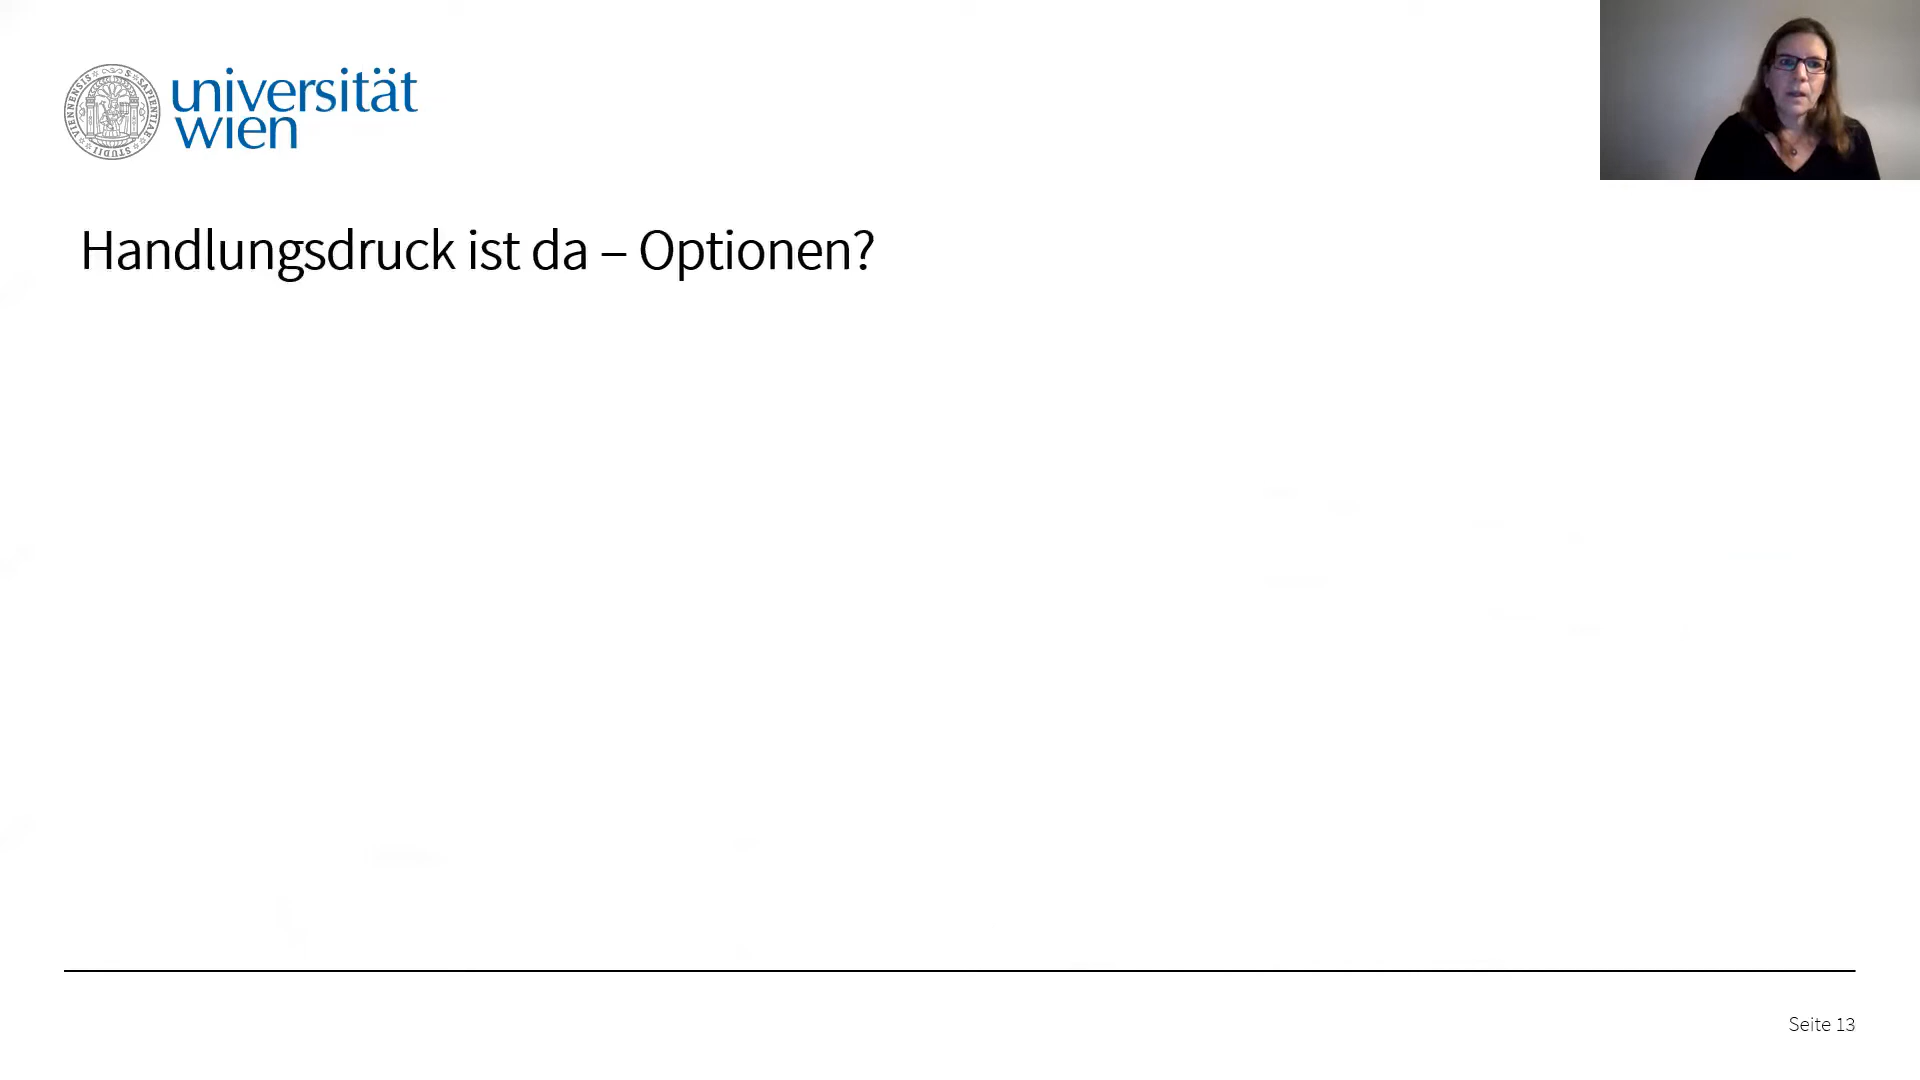 universität
wien
Handlungsdruck ist da – Optionen?
Seite 13